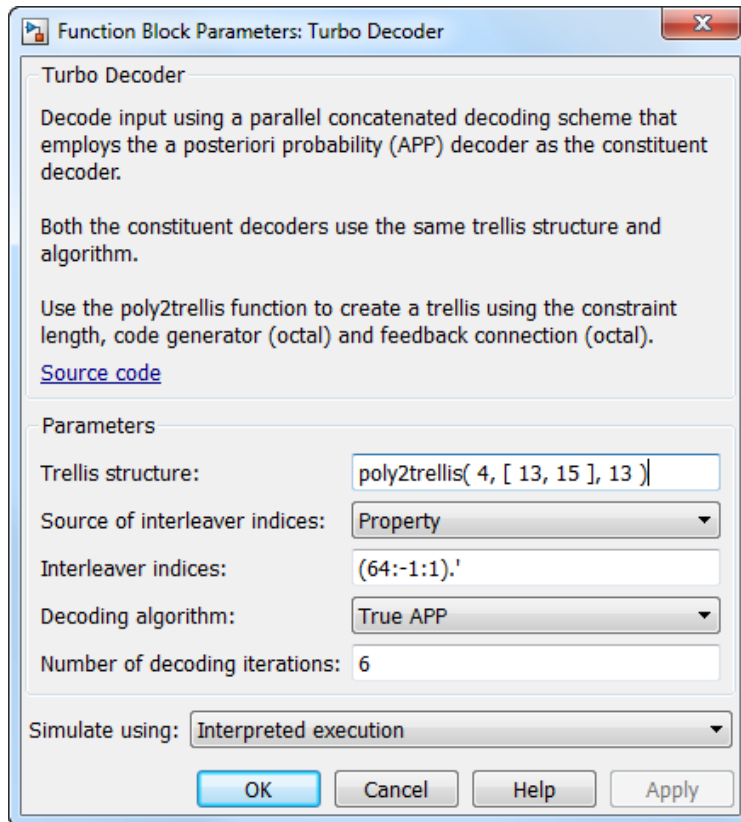 Function Block Parameters: Turbo Decoder
Turbo Decoder
Decode input using a parallel concatenated decoding scheme that
employs the a posteriori probability (APP) decoder as the constituent
decoder.
Both the constituent decoders use the same trellis structure and
algorithm.
Use the poly2trellis function to create a trellis using the constraint
length, code generator (octal) and feedback connection (octal).
Source code
Parameters
Trellis structure: poly2trellis( 4, [ 13, 15 ], 13 )
Source of interleaver indices: Property
Interleaver indices: (64:-1:1).'
Decoding algorithm: True APP
Number of decoding iterations: 6
Simulate using: Interpreted execution
OK Cancel Help Apply